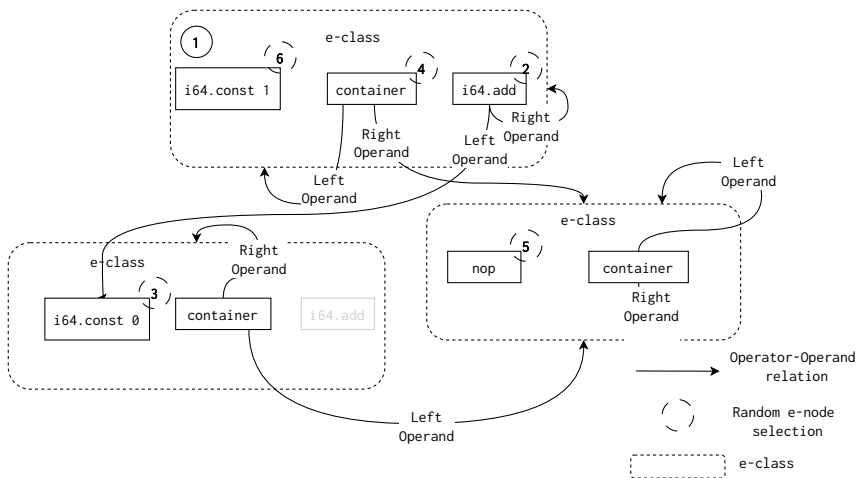 1
e-class
6
4
2
i64.const 1
container
i64.add
Right
Operand
Right
Operand
Left
Operand
Left
Operand
Left
Operand
e-class
5
nop
container
Right
Operand
e-class
Right
Operand
3
i64.const 0
container
i64.add
Left
Operand
Operator-Operand
relation
Random e-node
selection
e-class